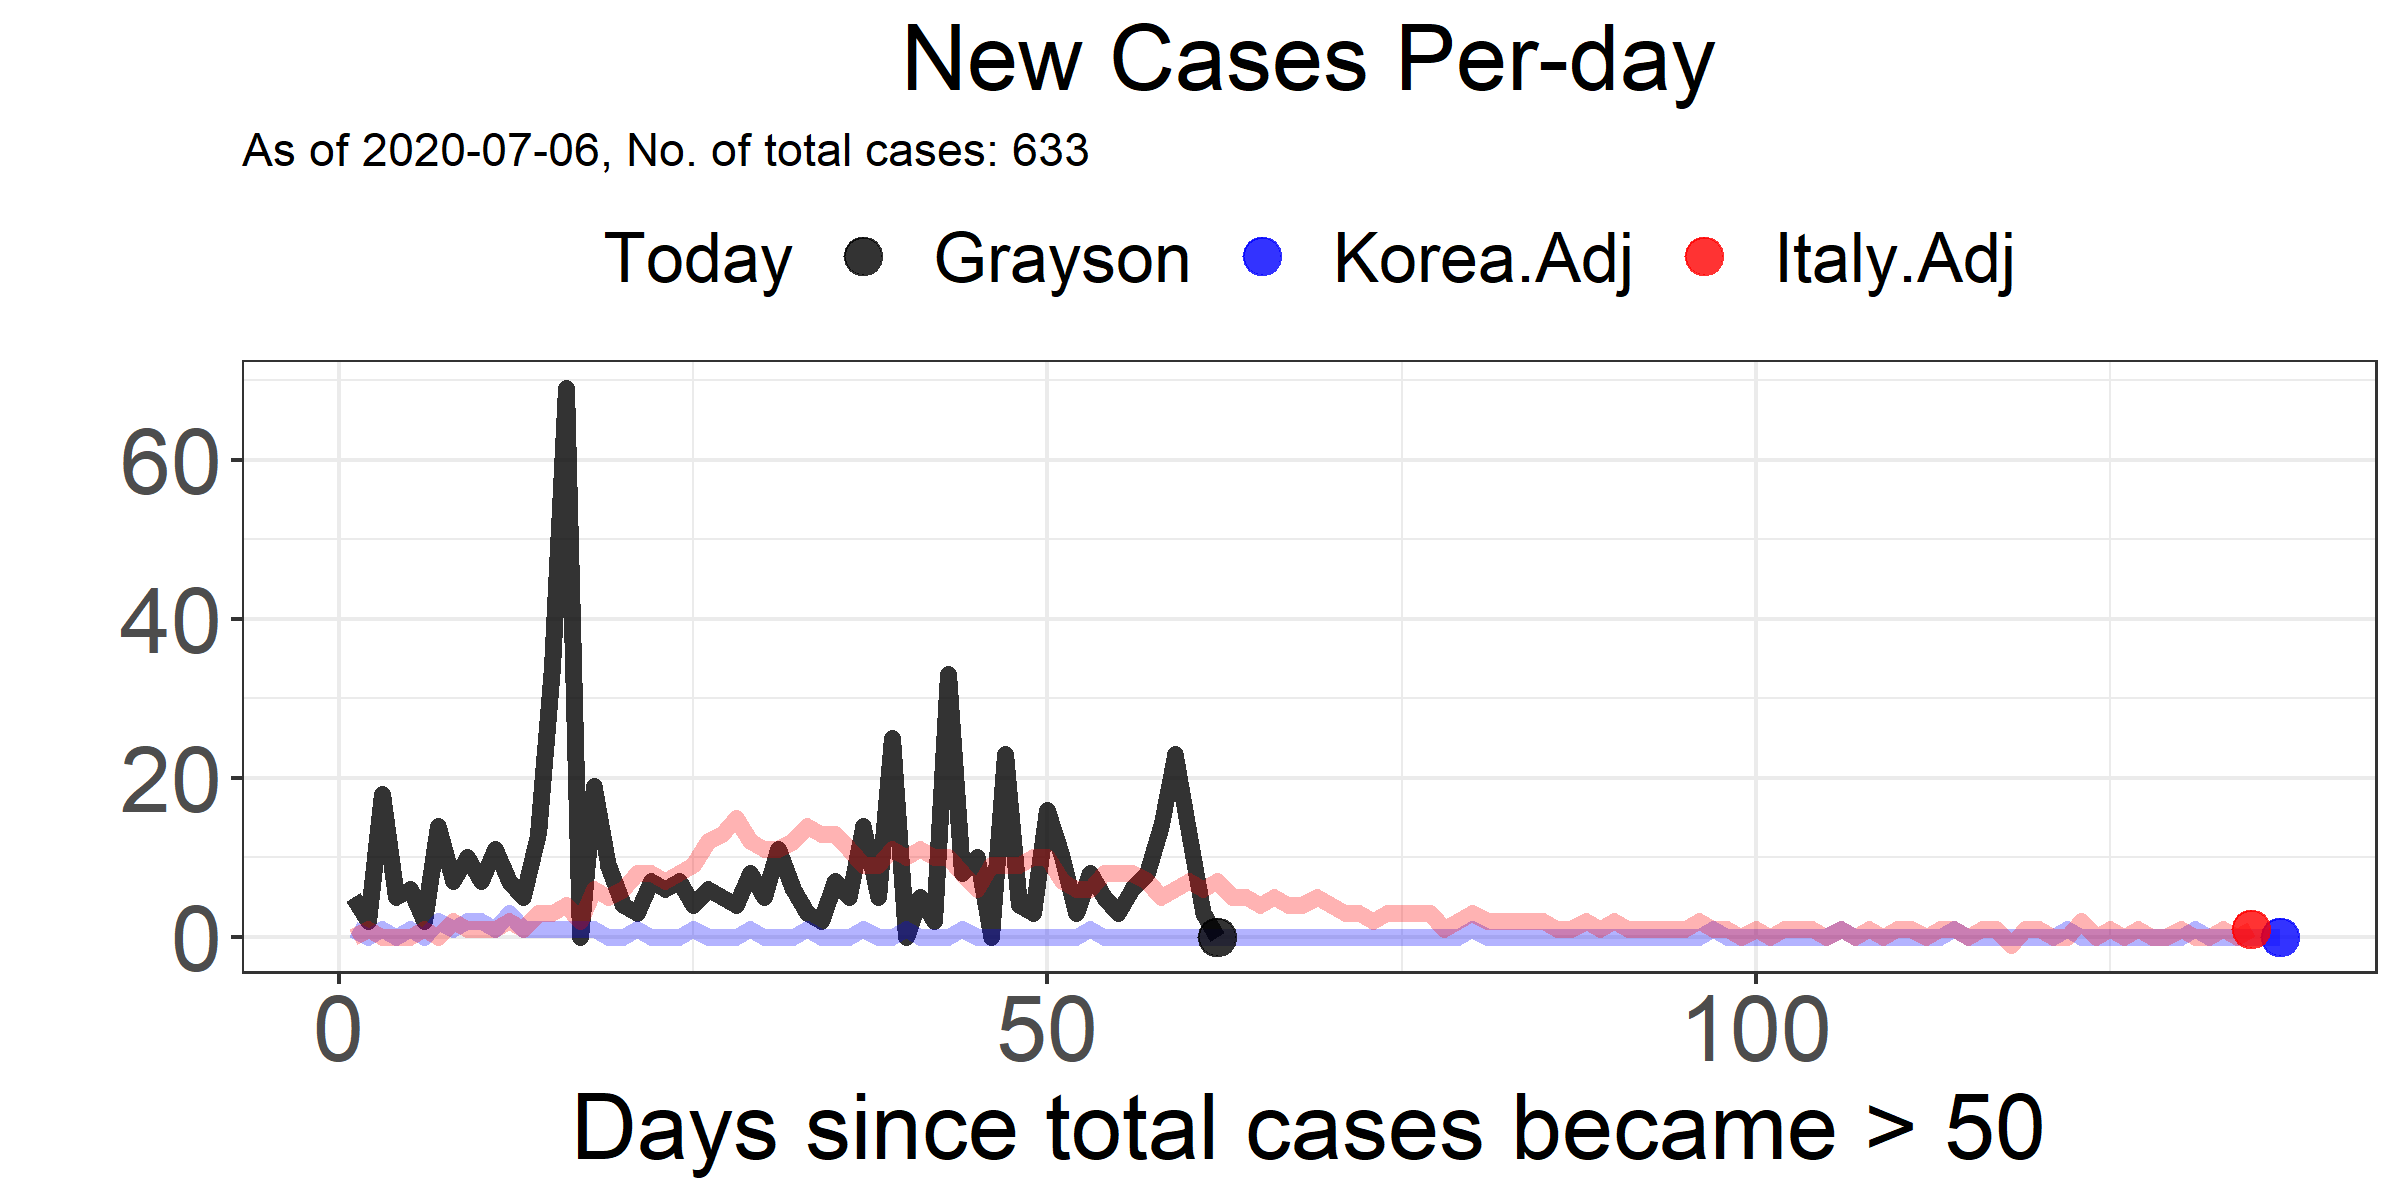 New Cases Per-day
As of 2020-07-06, No. of total cases: 633
Today Grayson Korea.Adj Italy.Adj
60
40
20
0
0 50 100
Days since total cases became > 50